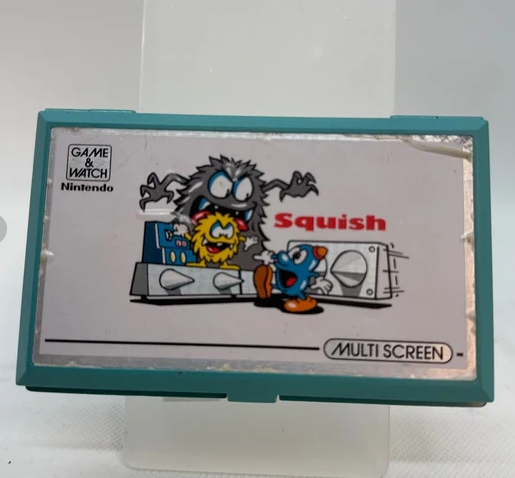 GAME
&
WATCH
Nintendo
Squish
MULTI SCREEN